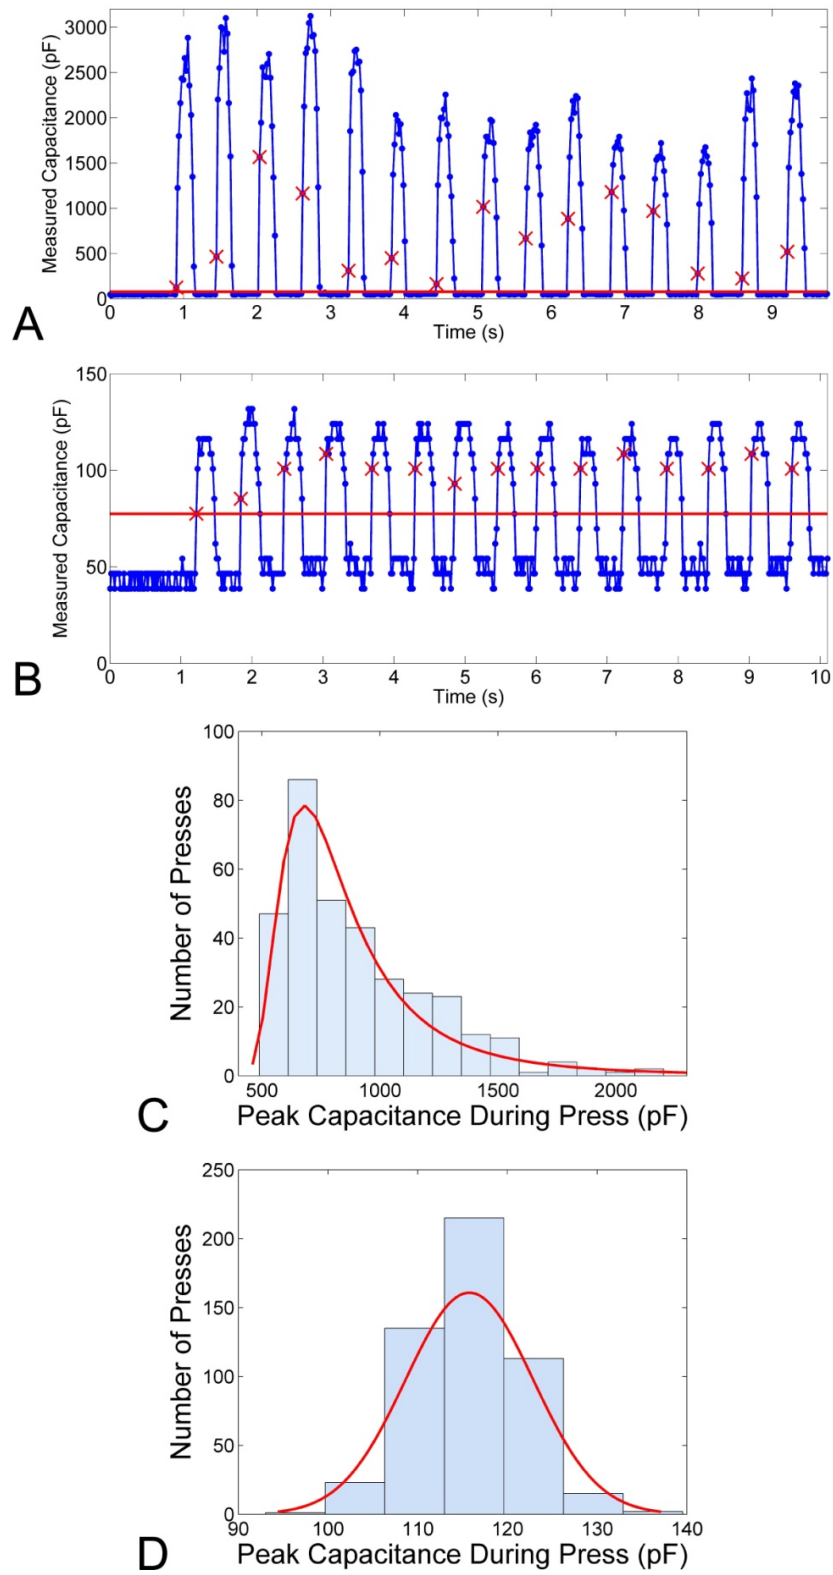 Measured Capacitance (pF)
3000
2500
2000
1500
1000
500
0
0 1 2 3 4 5 6 7 8 9
Time (s)
A
Measured Capacitance (pF)
150
100
50
0
0 1 2 3 4 5 6 7 8 9 10
Time (s)
B
Number of Presses
100
80
60
40
20
0
500 1000 1500 2000
Peak Capacitance During Press (pF)
C
Number of Presses
250
200
150
100
50
0
90 100 110 120 130 140
Peak Capacitance During Press (pF)
D